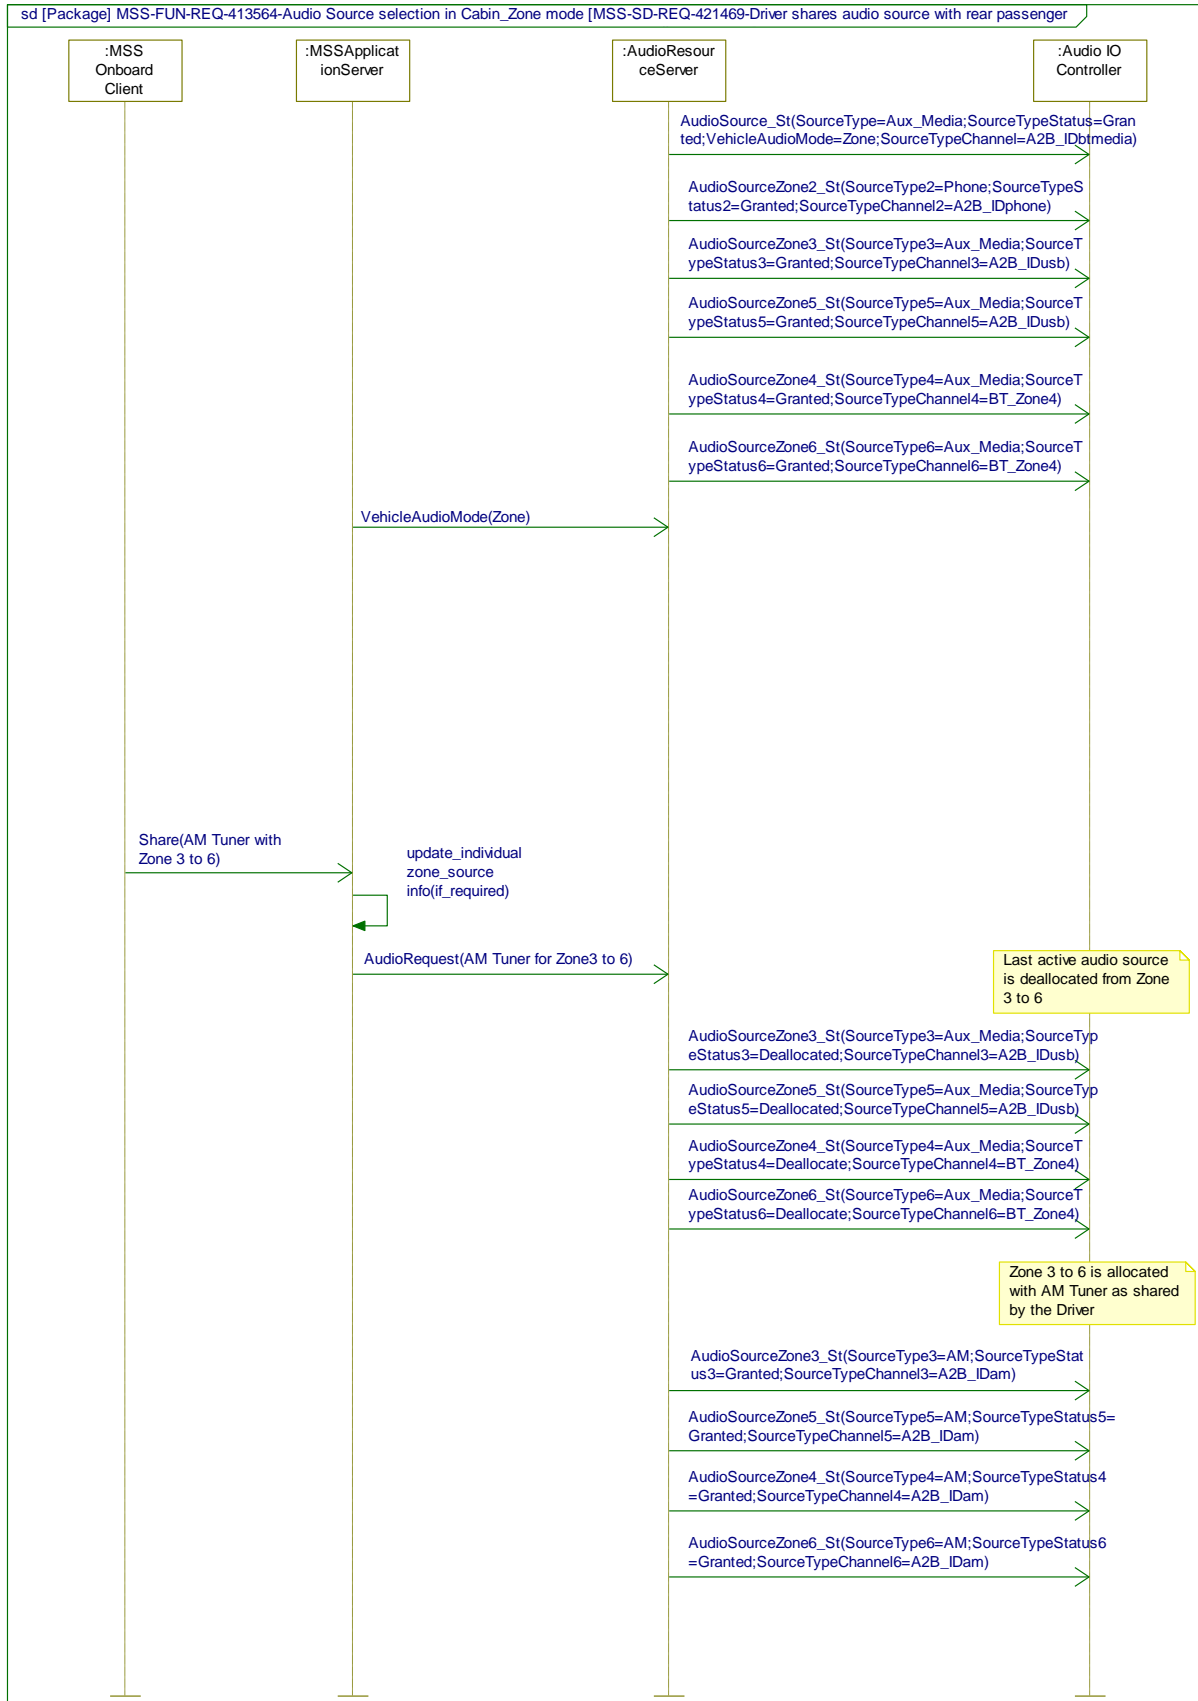 sd [Package] MSS-FUN-REQ-413564-Audio Source selection in Cabin_Zone mode [MSS-SD-REQ-421469-Driver shares audio source with rear passenger
:MSS
Onboard
Client
:MSSApplicat
ionServer
:AudioResour
ceServer
:Audio IO
Controller
AudioSource_St(SourceType=Aux_Media;SourceTypeStatus=Gran
ted;VehicleAudioMode=Zone;SourceTypeChannel=A2B_IDbtmedia)
AudioSourceZone2_St(SourceType2=Phone;SourceTypeS
tatus2=Granted;SourceTypeChannel2=A2B_IDphone)
AudioSourceZone3_St(SourceType3=Aux_Media;SourceT
ypeStatus3=Granted;SourceTypeChannel3=A2B_IDusb)
AudioSourceZone5_St(SourceType5=Aux_Media;SourceT
ypeStatus5=Granted;SourceTypeChannel5=A2B_IDusb)
AudioSourceZone4_St(SourceType4=Aux_Media;SourceT
ypeStatus4=Granted;SourceTypeChannel4=BT_Zone4)
AudioSourceZone6_St(SourceType6=Aux_Media;SourceT
ypeStatus6=Granted;SourceTypeChannel6=BT_Zone4)
VehicleAudioMode(Zone)
Share(AM Tuner with
Zone 3 to 6)
update_individual
zone_source
info(if_required)
AudioRequest(AM Tuner for Zone3 to 6)
Last active audio source
is deallocated from Zone
3 to 6
AudioSourceZone3_St(SourceType3=Aux_Media;SourceTyp
eStatus3=Deallocated;SourceTypeChannel3=A2B_IDusb)
AudioSourceZone5_St(SourceType5=Aux_Media;SourceTyp
eStatus5=Deallocated;SourceTypeChannel5=A2B_IDusb)
AudioSourceZone4_St(SourceType4=Aux_Media;SourceT
ypeStatus4=Deallocate;SourceTypeChannel4=BT_Zone4)
AudioSourceZone6_St(SourceType6=Aux_Media;SourceT
ypeStatus6=Deallocate;SourceTypeChannel6=BT_Zone4)
Zone 3 to 6 is allocated
with AM Tuner as shared
by the Driver
AudioSourceZone3_St(SourceType3=AM;SourceTypeStat
us3=Granted;SourceTypeChannel3=A2B_IDam)
AudioSourceZone5_St(SourceType5=AM;SourceTypeStatus5=
Granted;SourceTypeChannel5=A2B_IDam)
AudioSourceZone4_St(SourceType4=AM;SourceTypeStatus4
=Granted;SourceTypeChannel4=A2B_IDam)
AudioSourceZone6_St(SourceType6=AM;SourceTypeStatus6
=Granted;SourceTypeChannel6=A2B_IDam)